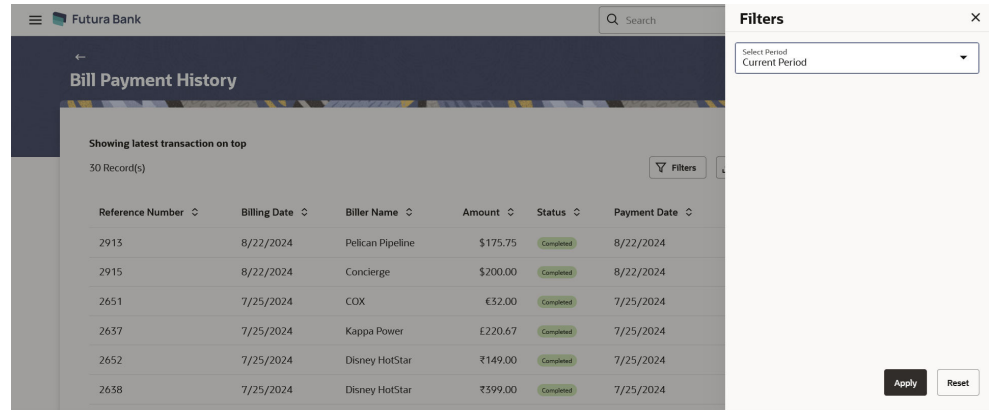 Futura Bank
Search
Filters
Select Period
Current Period
Bill Payment History
Showing latest transaction on top
30 Record(s)
Filters
Reference Number Billing Date Biller Name Amount Status Payment Date
2913 8/22/2024 Pelican Pipeline $175.75 Completed 8/22/2024
2915 8/22/2024 Concierge $200.00 Completed 8/22/2024
2651 7/25/2024 COX €32.00 Completed 7/25/2024
2637 7/25/2024 Kappa Power £220.67 Completed 7/25/2024
2652 7/25/2024 Disney HotStar ₹149.00 Completed 7/25/2024
2638 7/25/2024 Disney HotStar ₹399.00 Completed 7/25/2024
Apply Reset